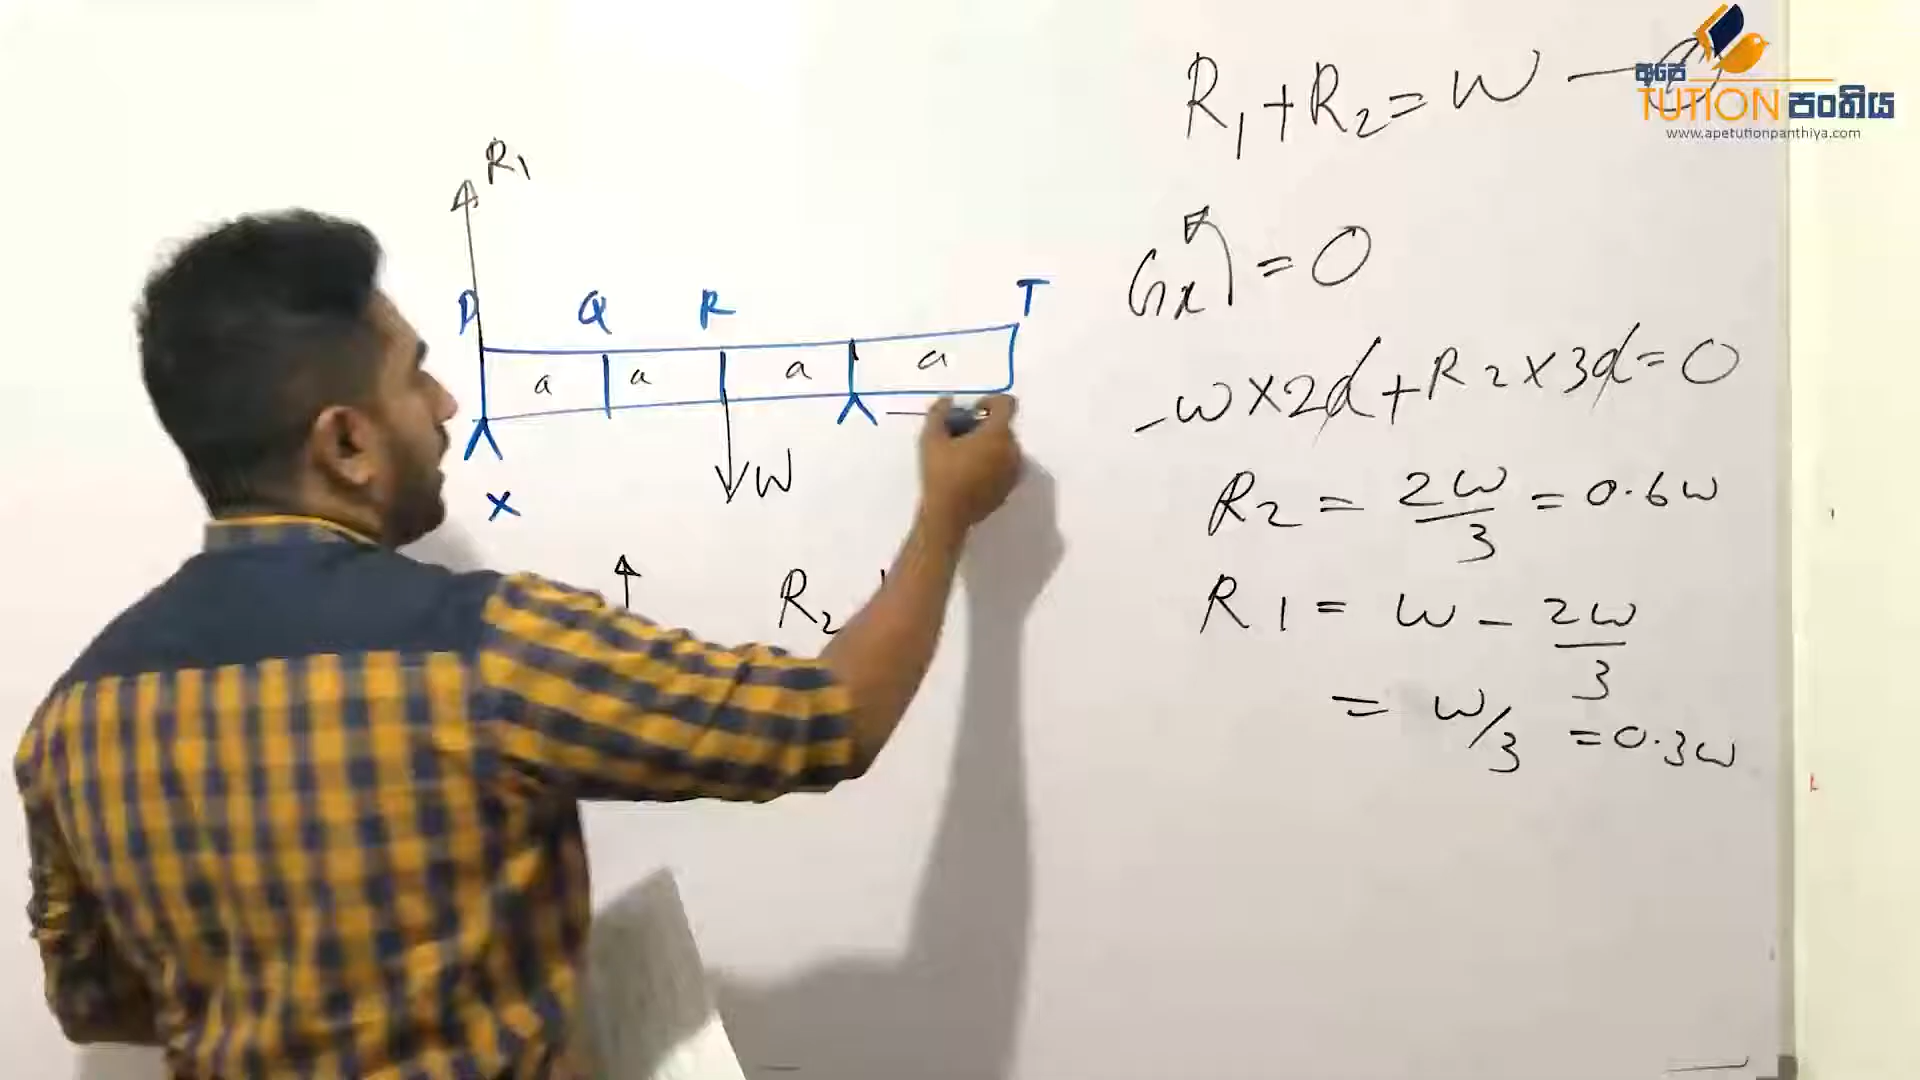 R₁
P Q R T
a a a a
X
W
R₂
R₁+R₂=W
Gx=0
-W×2d+R₂×3d=0
R₂=2W/3=0.6W
R₁=W-2W/3
=W/3=0.3W
අපේ
TUTION පංතිය
www.apetutionpanthiya.com